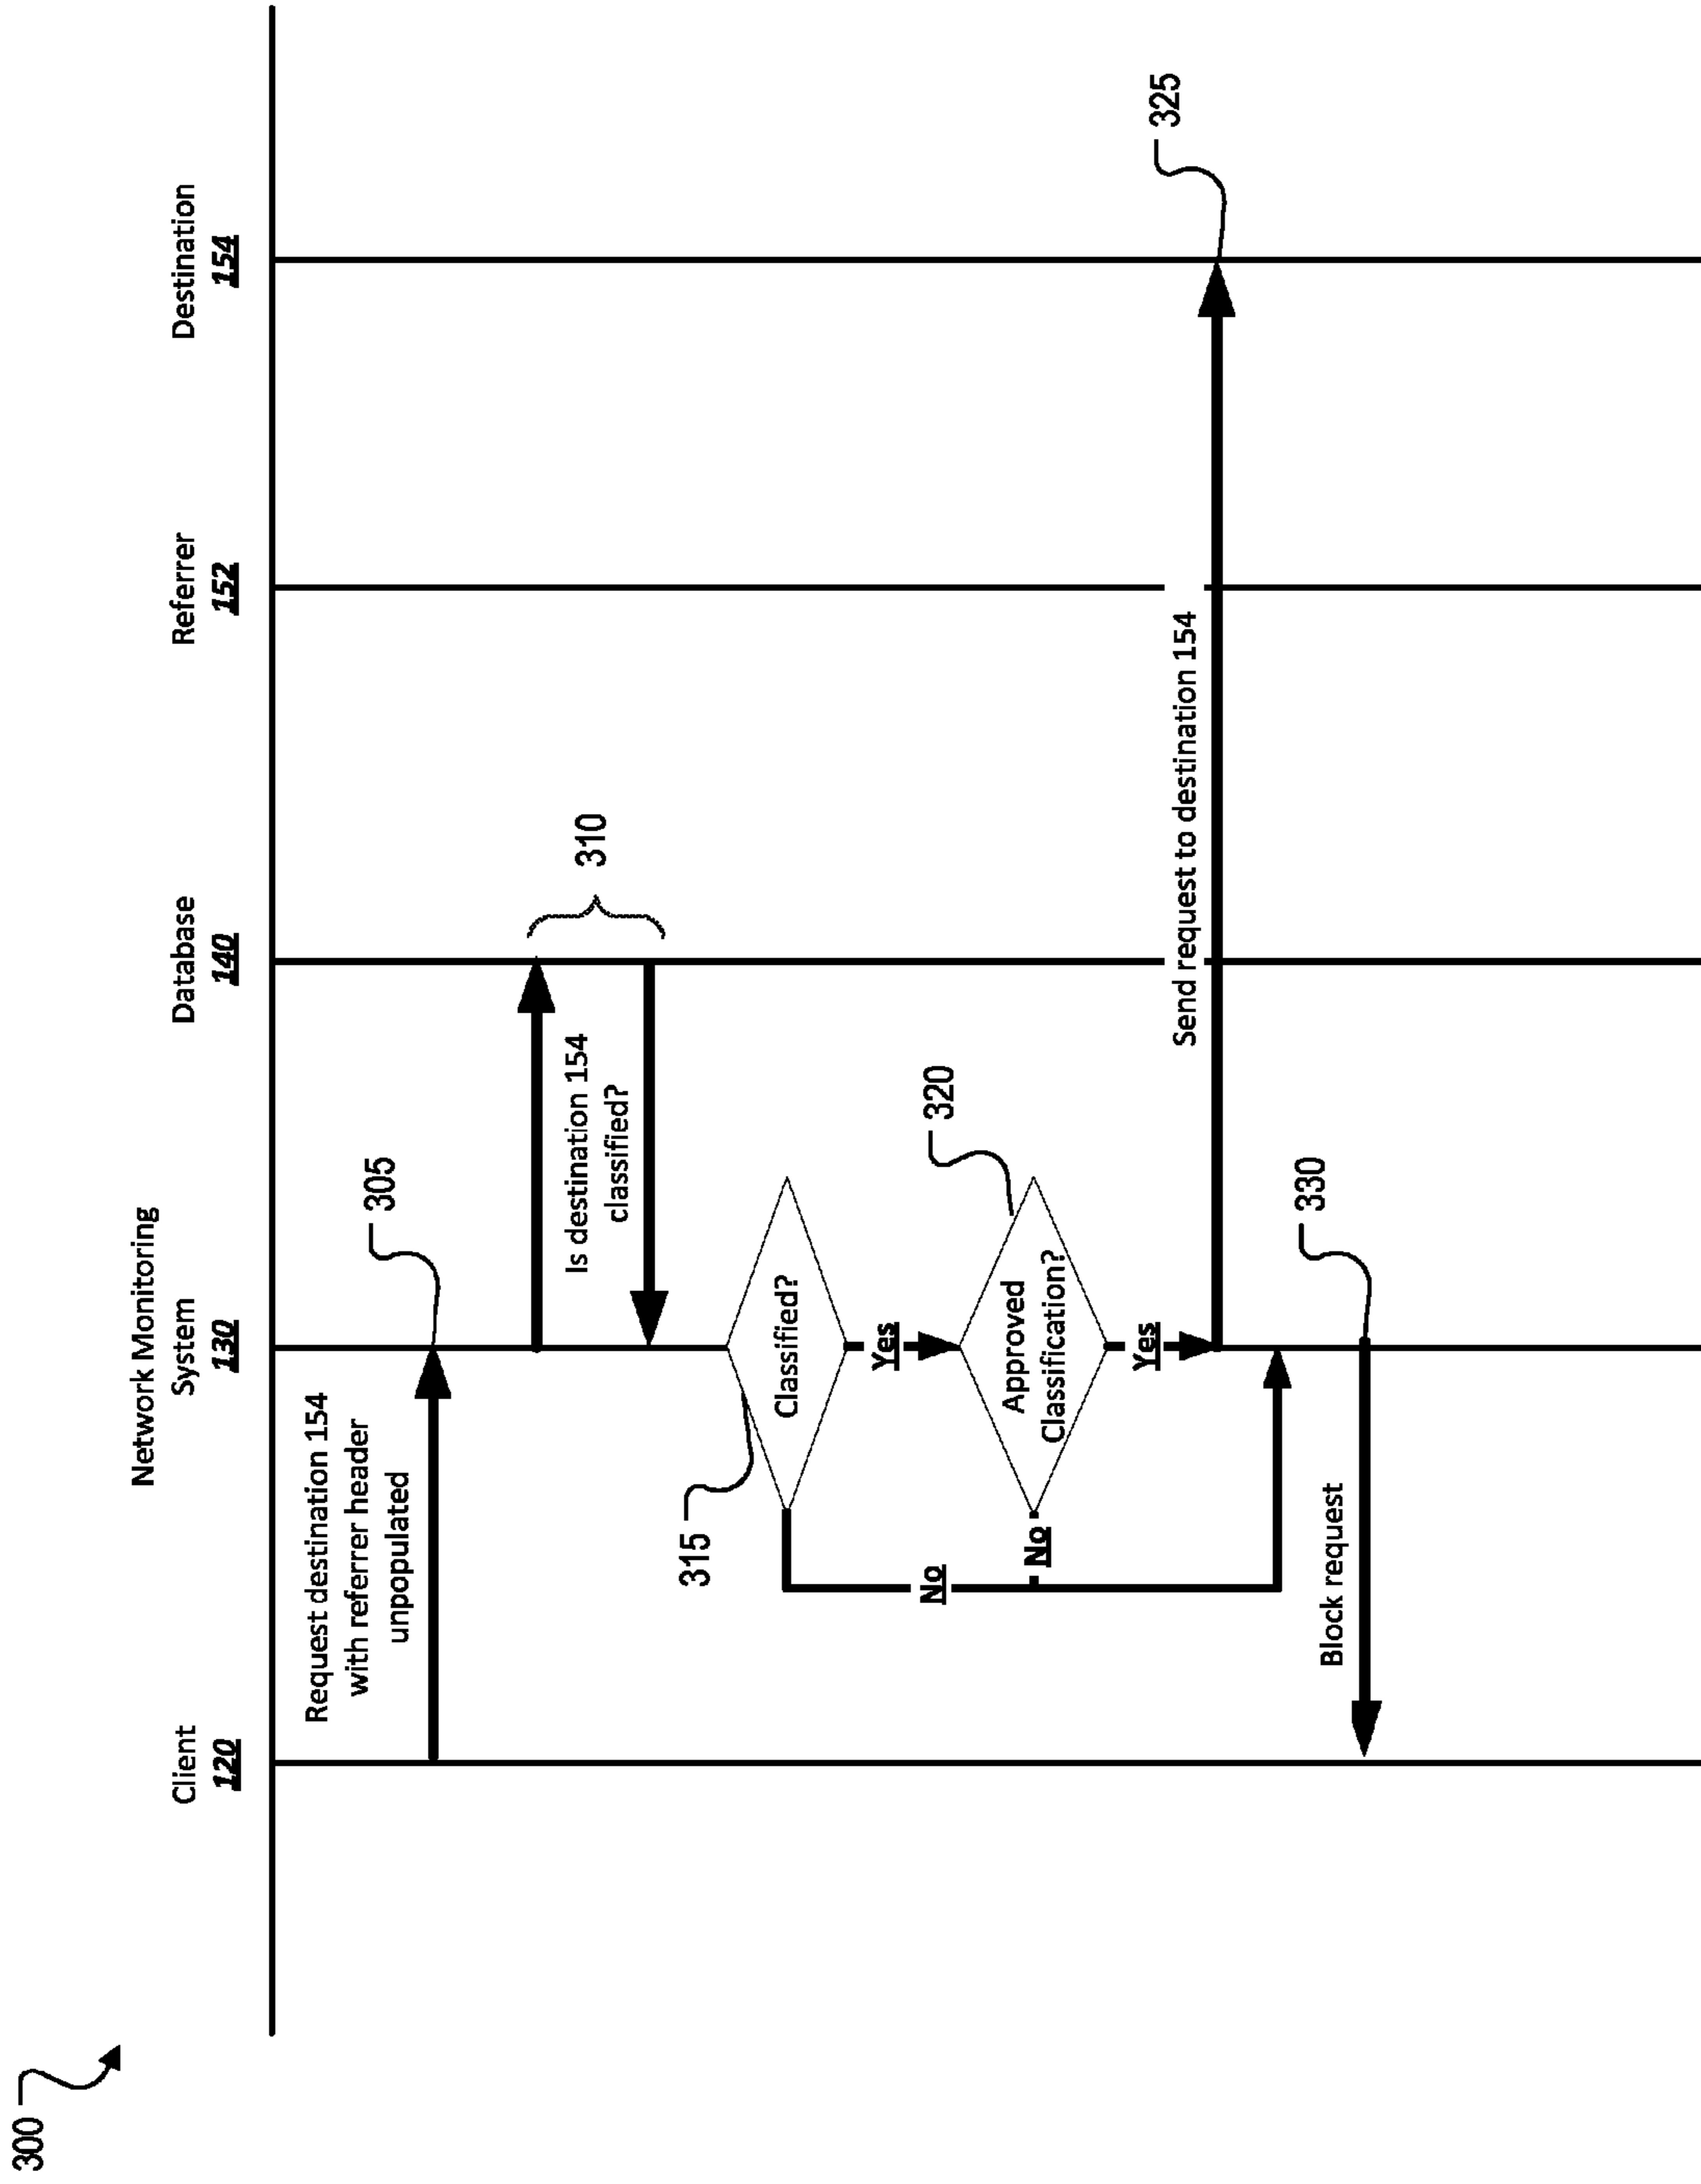 300
Client
120
Network Monitoring
System
130
Database
140
Referrer
152
Destination
154
Request destination 154
with referrer header
unpopulated
305
Is destination 154
classified?
310
315
Classified?
Yes
No
320
Approved
Classification?
No
Yes
Send request to destination 154
325
Block request
330